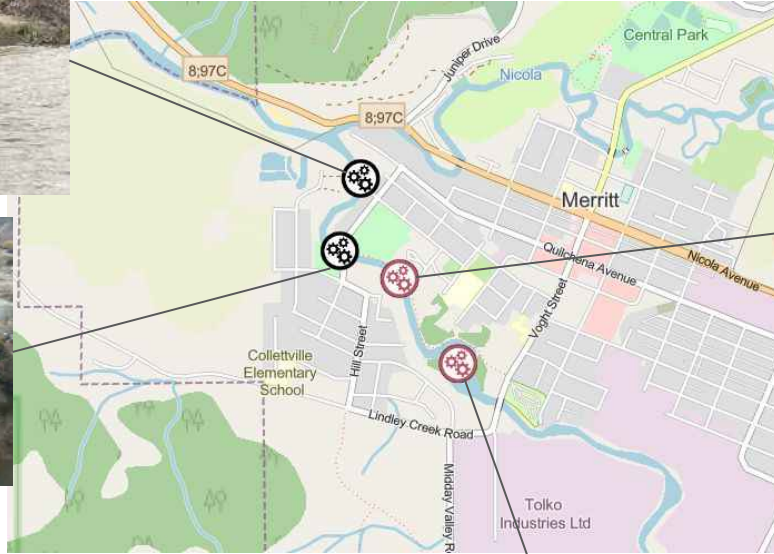 Central Park
Juniper Drive
Nicola
8;97C
8;97C
Merritt
Quilchena Avenue
Nicola Avenue
Voght Street
Hill Street
Collettville
Elementary
School
Lindley Creek Road
Midday Valley
Tolko
Industries Ltd